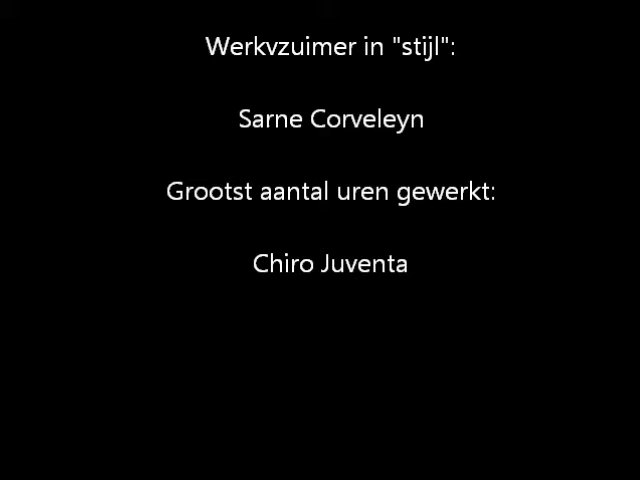 Werkvzuimer in "stijl":
Sarne Corveleyn
Grootst aantal uren gewerkt:
Chiro Juventa